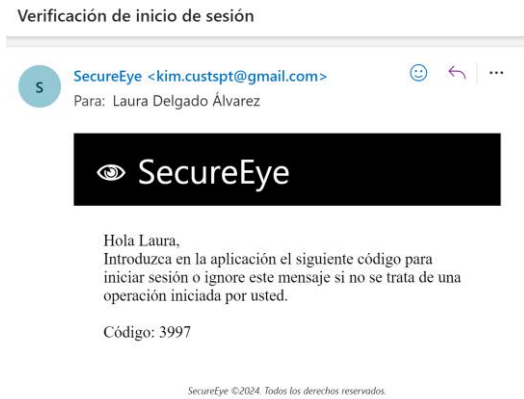 Verificación de inicio de sesión
S
SecureEye <kim.custspt@gmail.com>
Para: Laura Delgado Álvarez
SecureEye
Hola Laura,
Introduzca en la aplicación el siguiente código para
iniciar sesión o ignore este mensaje si no se trata de una
operación iniciada por usted.
Código: 3997
SecureEye ©2024. Todos los derechos reservados.